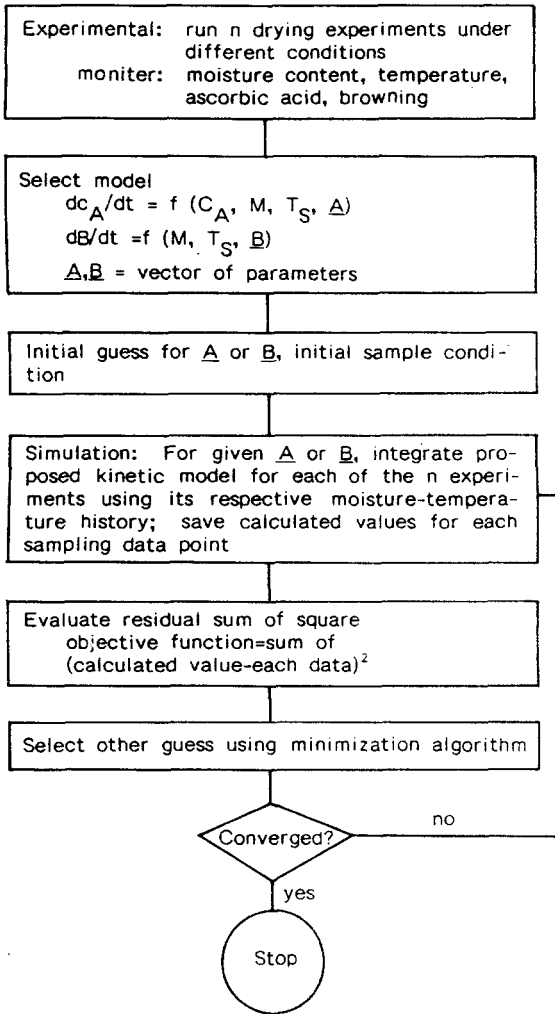 Experimental: run n drying experiments under
different conditions
moniter: moisture content, temperature,
ascorbic acid, browning
Select model
dc_A/dt = f (C_A, M, T_S, A)
dB/dt =f (M, T_S, B)
A,B = vector of parameters
Initial guess for A or B, initial sample condi-
tion
Simulation: For given A or B, integrate pro-
posed kinetic model for each of the n experi-
ments using its respective moisture-tempera-
ture history; save calculated values for each
sampling data point
Evaluate residual sum of square
objective function=sum of
(calculated value-each data)²
Select other guess using minimization algorithm
Converged?
no
yes
Stop